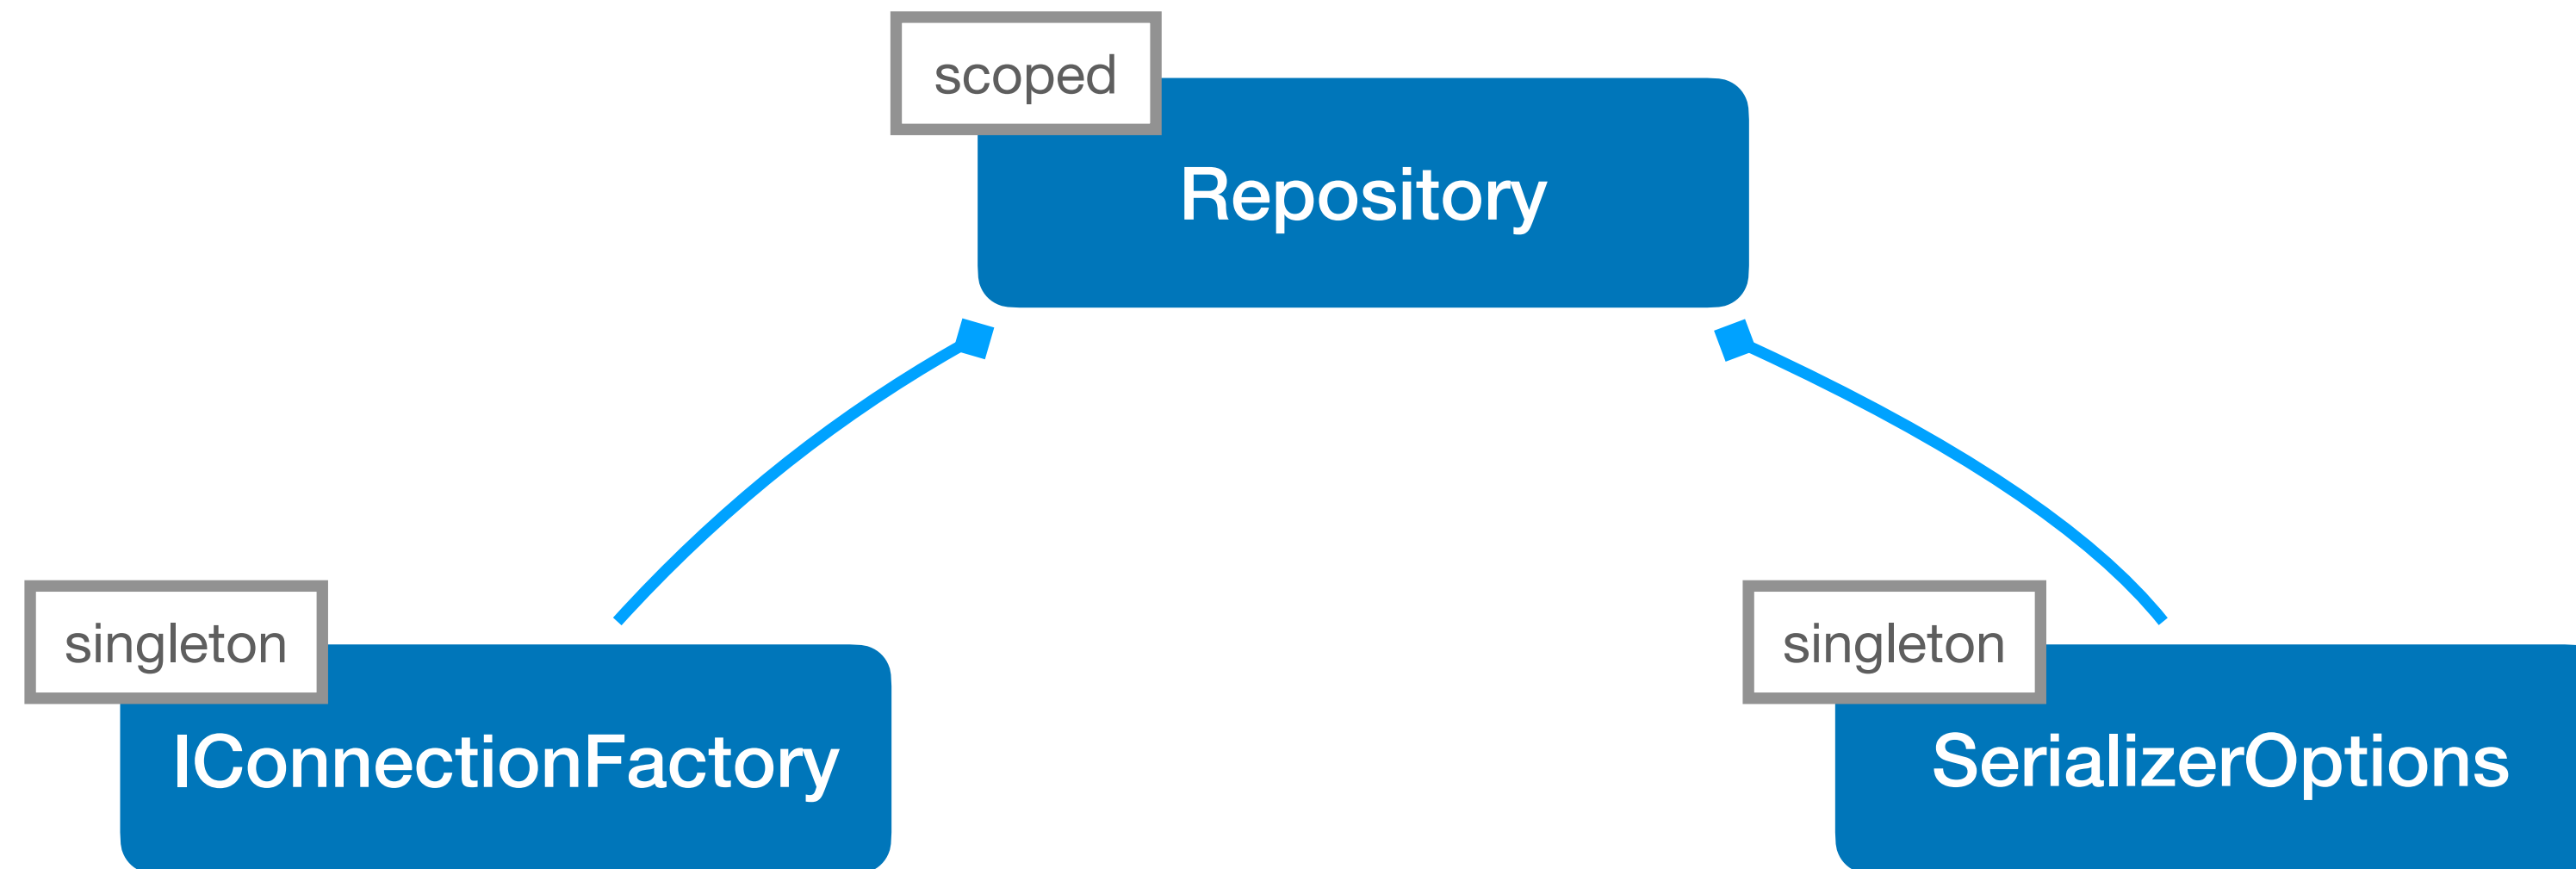 scoped
Repository
singleton
IConnectionFactory
singleton
SerializerOptions